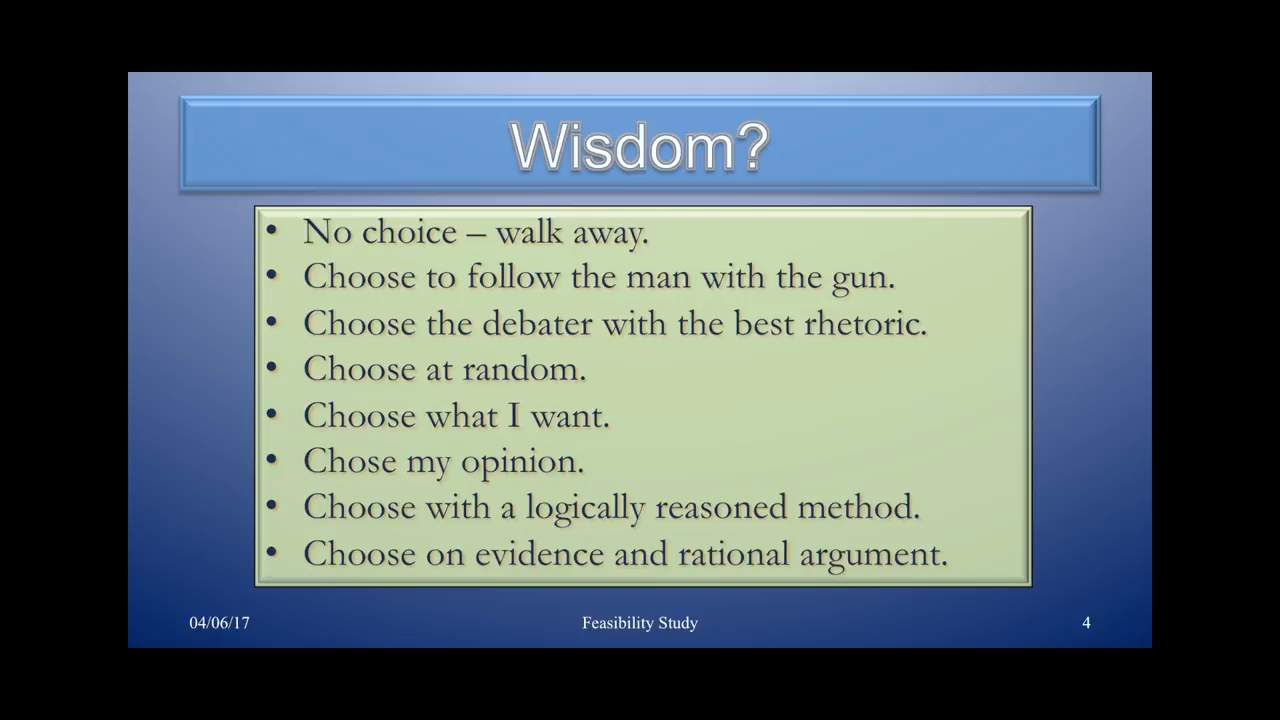 Wisdom?
• No choice – walk away.
• Choose to follow the man with the gun.
• Choose the debater with the best rhetoric.
• Choose at random.
• Choose what I want.
• Chose my opinion.
• Choose with a logically reasoned method.
• Choose on evidence and rational argument.
04/06/17 Feasibility Study 4